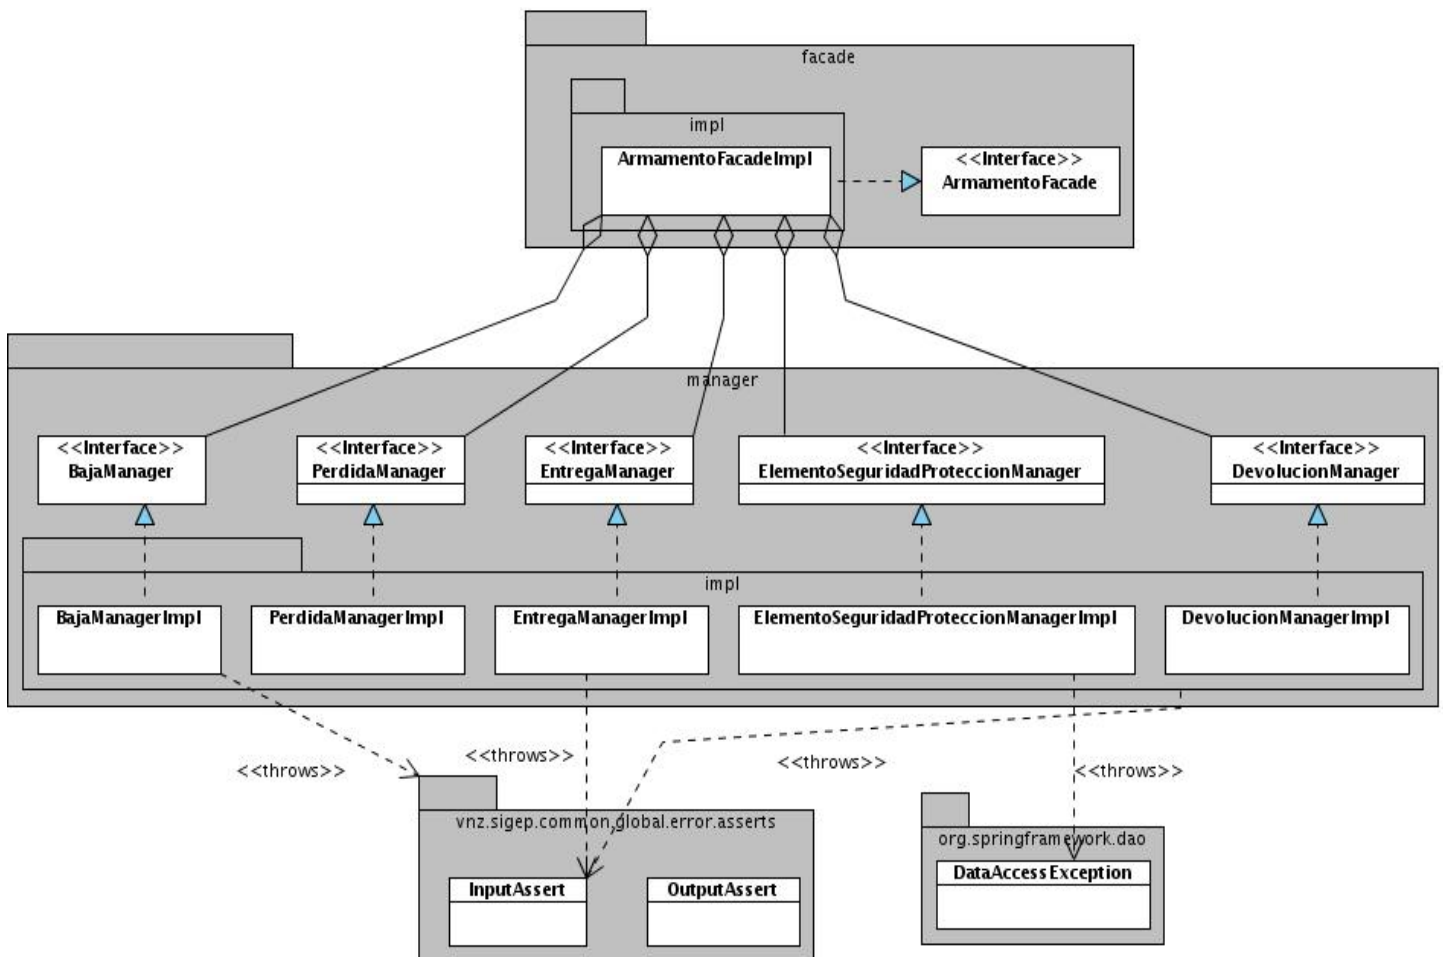 facade
impl
ArmamentoFacadeImpl
<<Interface>>
ArmamentoFacade
manager
<<Interface>>
BajaManager
<<Interface>>
PerdidaManager
<<Interface>>
EntregaManager
<<Interface>>
ElementoSeguridadProteccionManager
<<Interface>>
DevolucionManager
impl
BajaManagerImpl
PerdidaManagerImpl
EntregaManagerImpl
ElementoSeguridadProteccionManagerImpl
DevolucionManagerImpl
<<throws>>
<<throws>>
<<throws>>
<<throws>>
vnz.sigep.common.global.error.asserts
InputAssert
OutputAssert
org.springframework.dao
DataAccessException